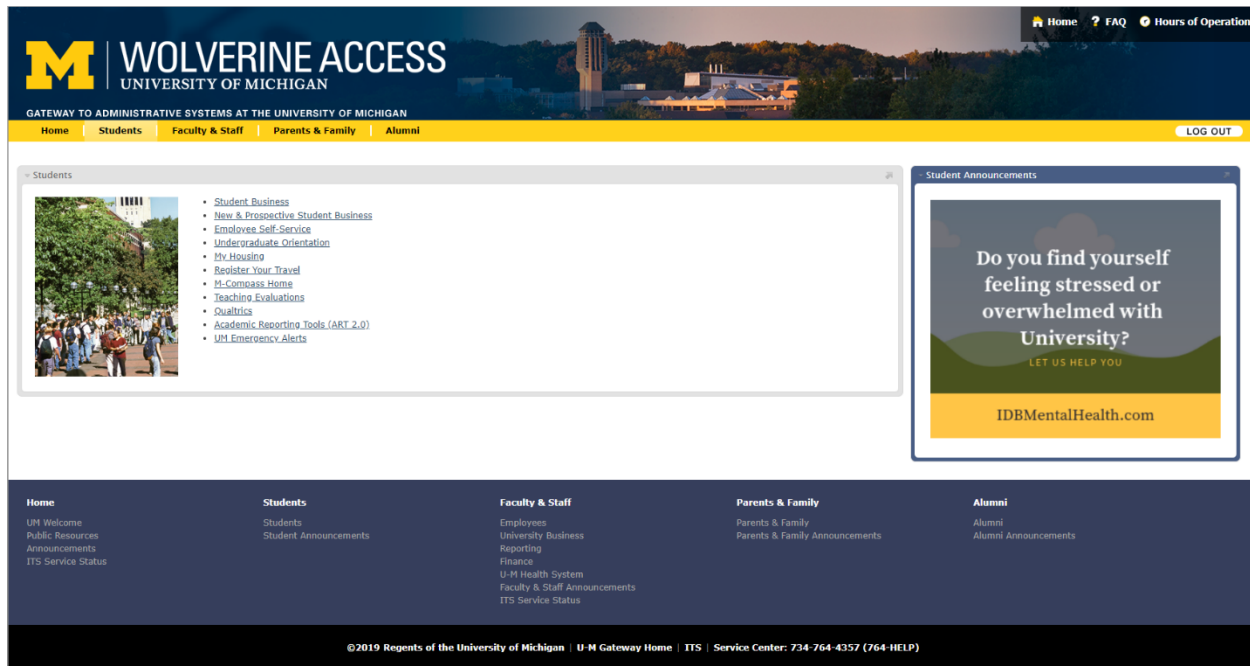 Home ? FAQ Hours of Operation
M WOLVERINE ACCESS
UNIVERSITY OF MICHIGAN
GATEWAY TO ADMINISTRATIVE SYSTEMS AT THE UNIVERSITY OF MICHIGAN
Home Students Faculty & Staff Parents & Family Alumni LOG OUT
Students
Student Business
New & Prospective Student Business
Employee Self-Service
Undergraduate Orientation
My Housing
Register Your Travel
M-Compass Home
Teaching Evaluations
Qualtrics
Academic Reporting Tools (ART 2.0)
UM Emergency Alerts
Student Announcements
Do you find yourself
feeling stressed or
overwhelmed with
University?
LET US HELP YOU
IDBMentalHealth.com
Home
UM Welcome
Public Resources
Announcements
ITS Service Status
Students
Students
Student Announcements
Faculty & Staff
Employees
University Business
Reporting
Finance
U-M Health System
Faculty & Staff Announcements
ITS Service Status
Parents & Family
Parents & Family
Parents & Family Announcements
Alumni
Alumni
Alumni Announcements
©2019 Regents of the University of Michigan | U-M Gateway Home | ITS | Service Center: 734-764-4357 (764-HELP)